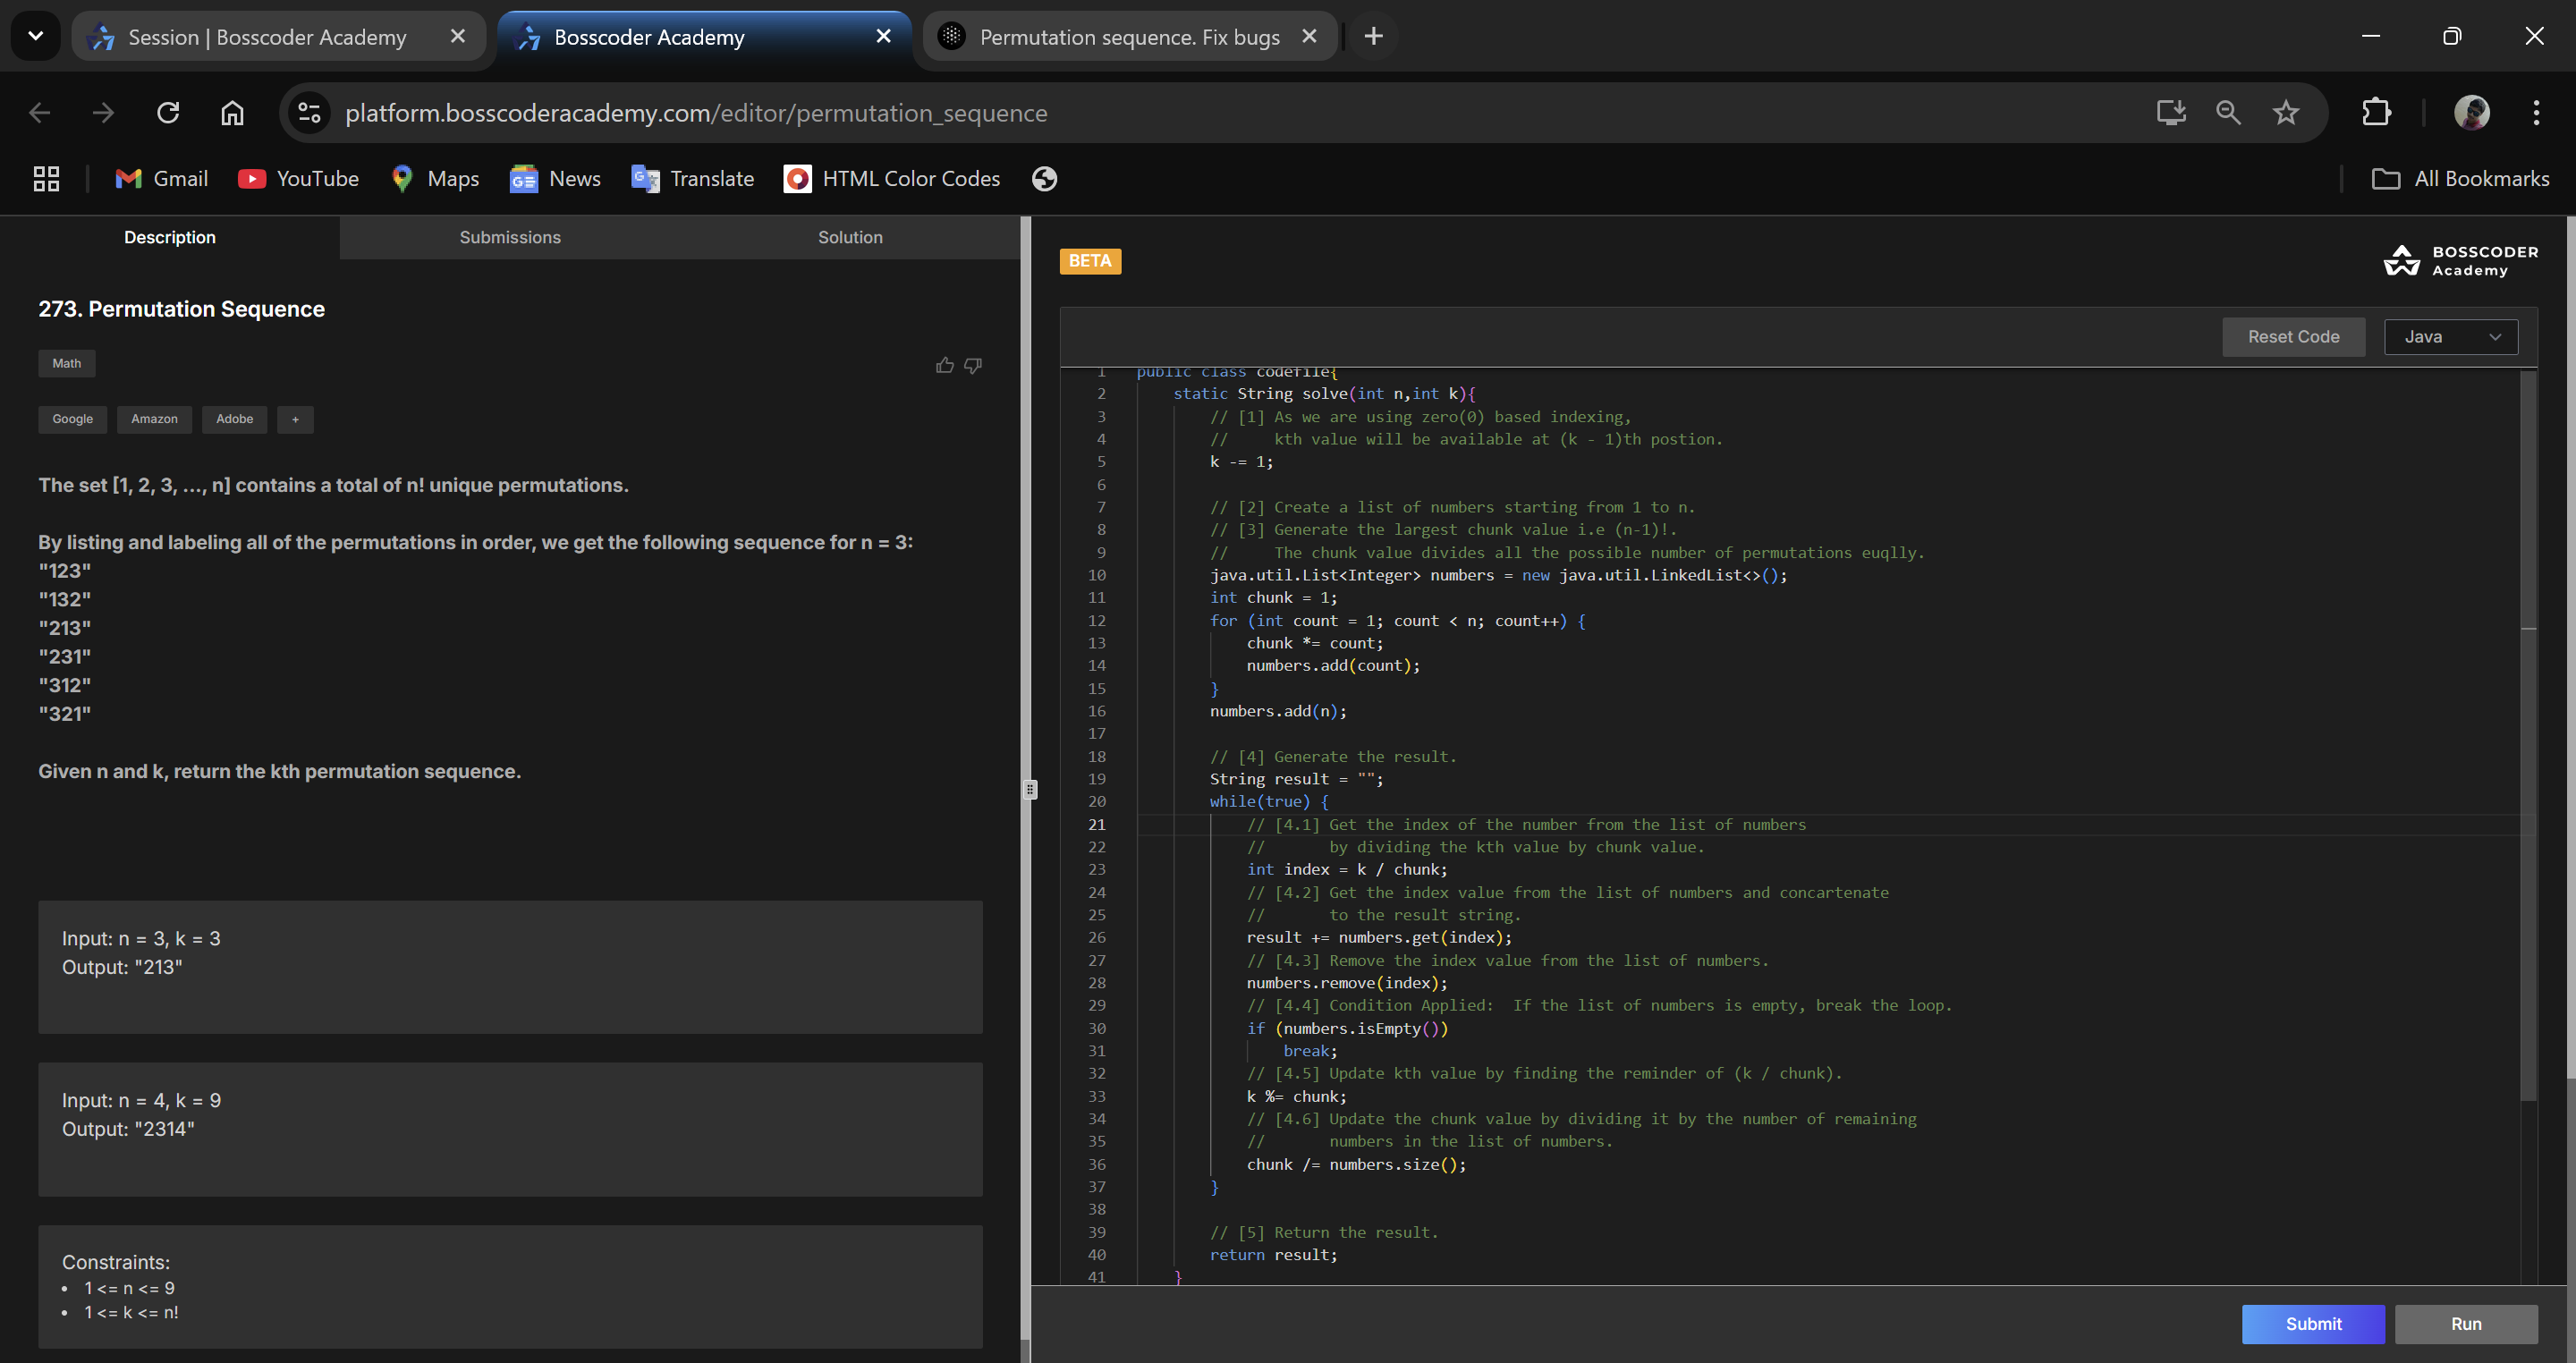 Session | Bosscoder Academy
Bosscoder Academy
Permutation sequence. Fix bugs
platform.bosscoderacademy.com/editor/permutation_sequence
Gmail
YouTube
Maps
News
Translate
HTML Color Codes
All Bookmarks
Description
Submissions
Solution
273. Permutation Sequence
Math
Google
Amazon
Adobe
+
The set [1, 2, 3, ..., n] contains a total of n! unique permutations.
By listing and labeling all of the permutations in order, we get the following sequence for n = 3:
"123"
"132"
"213"
"231"
"312"
"321"
Given n and k, return the kth permutation sequence.
Input: n = 3, k = 3
Output: "213"
Input: n = 4, k = 9
Output: "2314"
Constraints:
• 1 <= n <= 9
• 1 <= k <= n!
BETA
BOSSCODER
Academy
Reset Code
Java
1 public class codefile{
2 static String solve(int n,int k){
3 // [1] As we are using zero(0) based indexing,
4 // kth value will be available at (k - 1)th postion.
5 k -= 1;
6
7 // [2] Create a list of numbers starting from 1 to n.
8 // [3] Generate the largest chunk value i.e (n-1)!.
9 // The chunk value divides all the possible number of permutations euqlly.
10 java.util.List<Integer> numbers = new java.util.LinkedList<>();
11 int chunk = 1;
12 for (int count = 1; count < n; count++) {
13 chunk *= count;
14 numbers.add(count);
15 }
16 numbers.add(n);
17
18 // [4] Generate the result.
19 String result = "";
20 while(true) {
21 // [4.1] Get the index of the number from the list of numbers
22 // by dividing the kth value by chunk value.
23 int index = k / chunk;
24 // [4.2] Get the index value from the list of numbers and concartenate
25 // to the result string.
26 result += numbers.get(index);
27 // [4.3] Remove the index value from the list of numbers.
28 numbers.remove(index);
29 // [4.4] Condition Applied: If the list of numbers is empty, break the loop.
30 if (numbers.isEmpty())
31 break;
32 // [4.5] Update kth value by finding the reminder of (k / chunk).
33 k %= chunk;
34 // [4.6] Update the chunk value by dividing it by the number of remaining
35 // numbers in the list of numbers.
36 chunk /= numbers.size();
37 }
38
39 // [5] Return the result.
40 return result;
41 }
Submit
Run